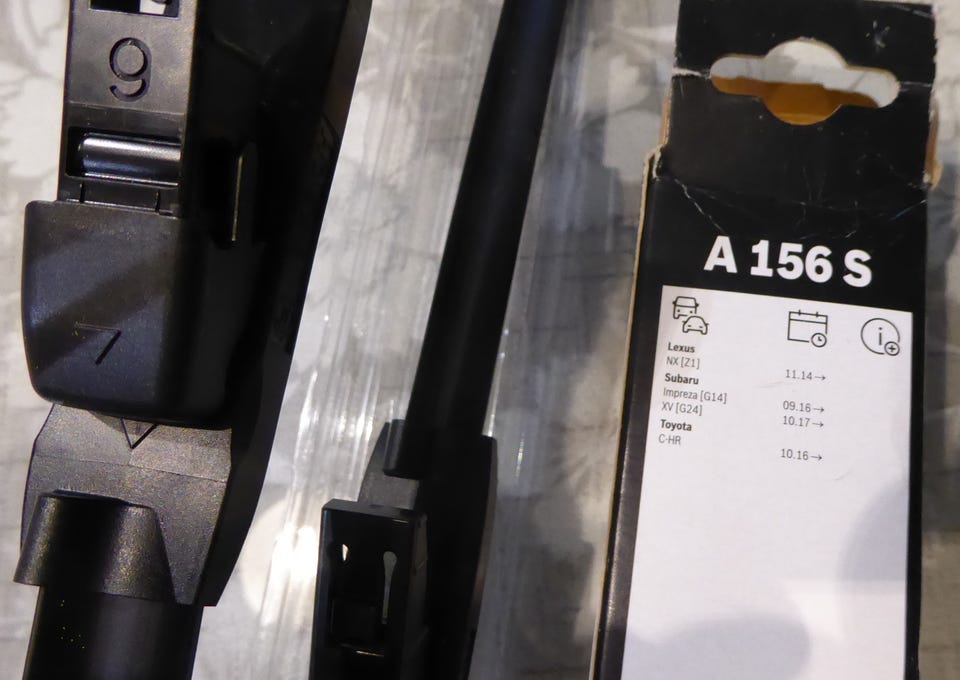 9
A 156 S
Lexus
NX [Z1] 11.14→
Subaru
Impreza [G14] 09.16→
XV [G24] 10.17→
Toyota
C-HR 10.16→